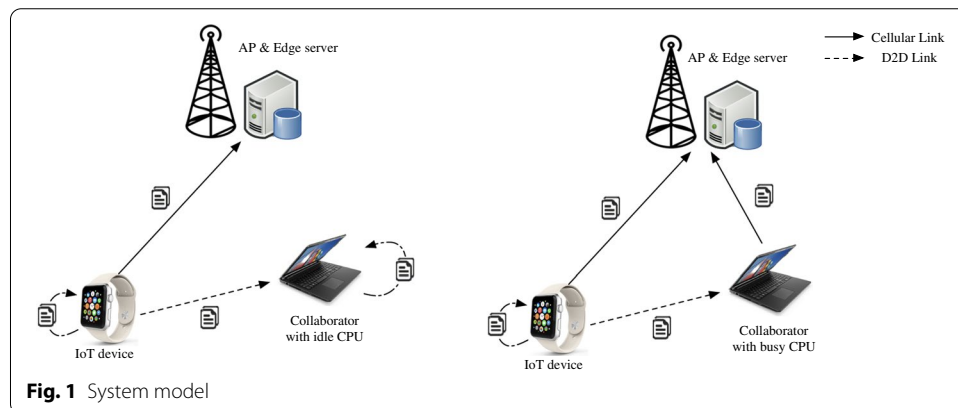 AP & Edge server
IoT device
Collaborator
with idle CPU
AP & Edge server
Cellular Link
D2D Link
IoT device
Collaborator
with busy CPU
Fig. 1 System model